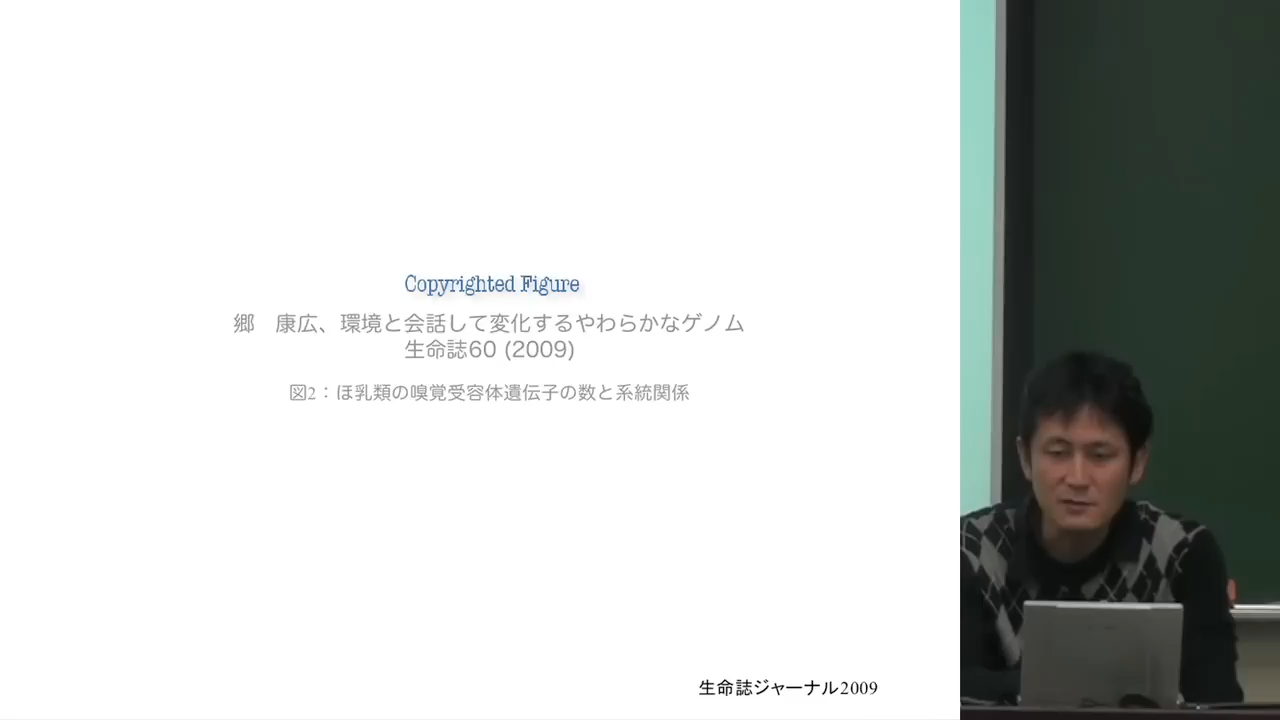 Copyrighted Figure
郷　康広、環境と会話して変化するやわらかなゲノム
生命誌60 (2009)
図2：ほ乳類の嗅覚受容体遺伝子の数と系統関係
生命誌ジャーナル2009